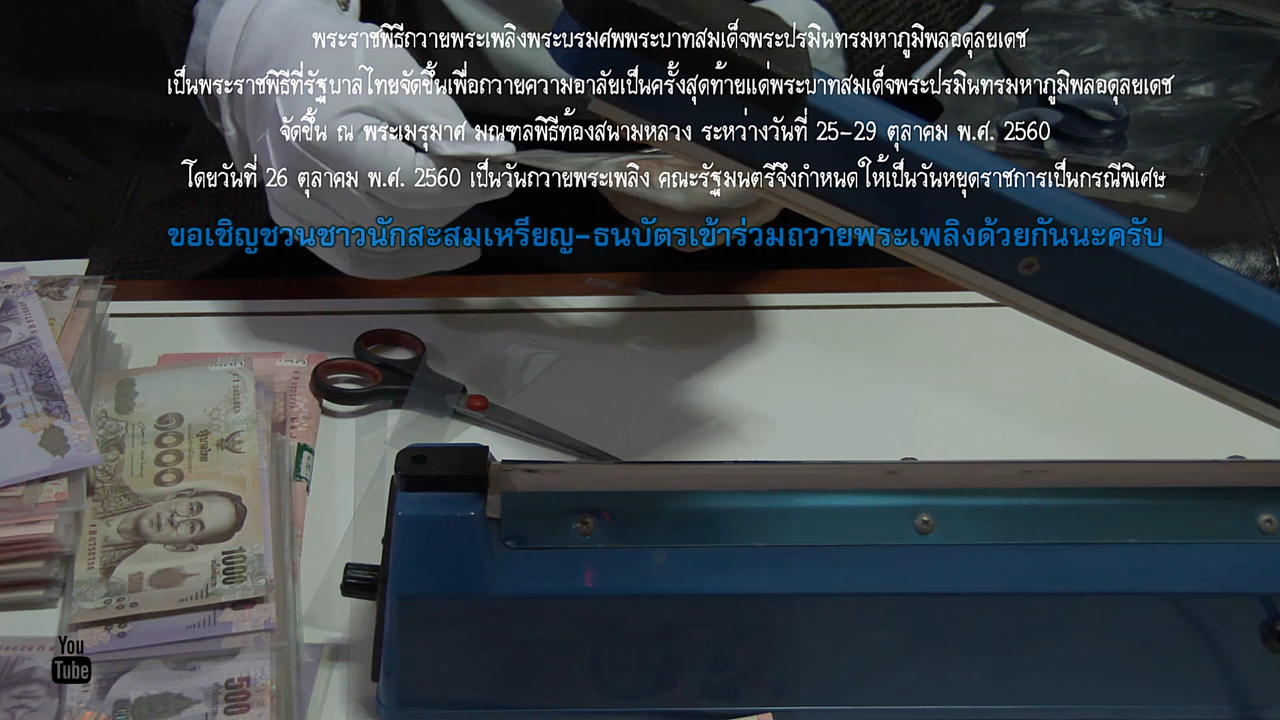 พระราชพิธีถวายพระเพลิงพระบรมศพพระบาทสมเด็จพระปรมินทรมหาภูมิพลอดุลยเดช
เป็นพระราชพิธีที่รัฐบาลไทยจัดขึ้นเพื่อถวายความอาลัยเป็นครั้งสุดท้ายแด่พระบาทสมเด็จพระปรมินทรมหาภูมิพลอดุลยเดช
จัดขึ้น ณ พระเมรุมาศ มณฑลพิธีท้องสนามหลวง ระหว่างวันที่ 25-29 ตุลาคม พ.ศ. 2560
โดยวันที่ 26 ตุลาคม พ.ศ. 2560 เป็นวันถวายพระเพลิง คณะรัฐมนตรีจึงกำหนดให้เป็นวันหยุดราชการเป็นกรณีพิเศษ
ขอเชิญชวนชาวนักสะสมเหรียญ-ธนบัตรเข้าร่วมถวายพระเพลิงด้วยกันนะครับ
๑๐๐๐
รัฐบาลไทย
1000
500
You
Tube